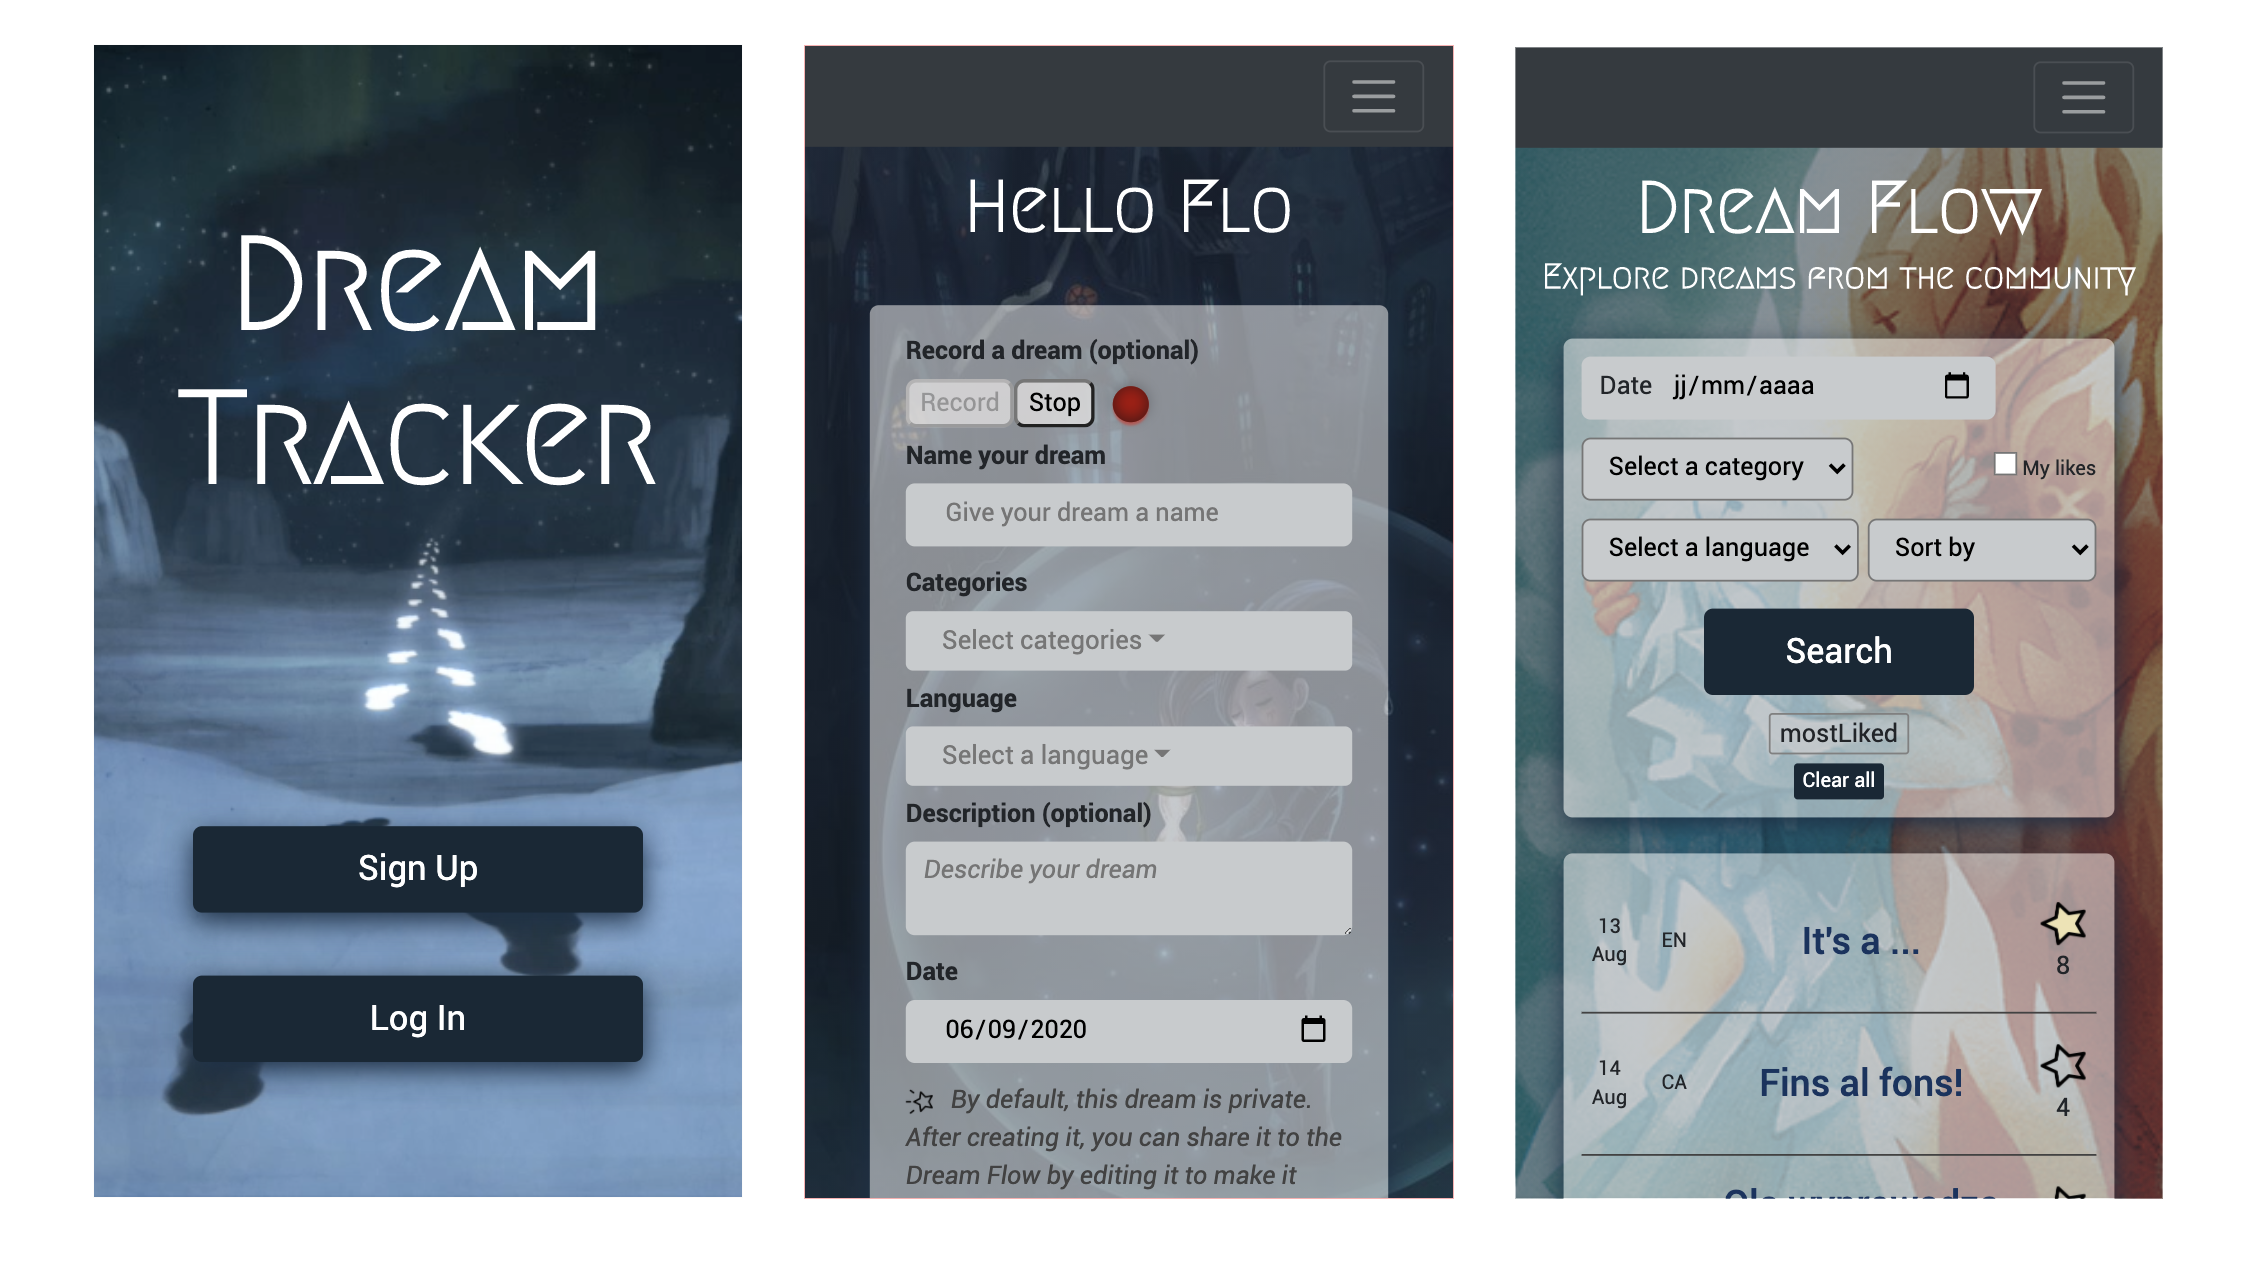 Dream
Tracker
Sign Up
Log In
Hello Flo
Record a dream (optional)
Record Stop
Name your dream
Give your dream a name
Categories
Select categories
Language
Select a language
Description (optional)
Describe your dream
Date
06/09/2020
By default, this dream is private.
After creating it, you can share it to the
Dream Flow by editing it to make it
Dream Flow
Explore dreams from the community
Date jj/mm/aaaa
Select a category My likes
Select a language Sort by
Search
mostLiked
Clear all
13
Aug
EN
It's a ...
8
14
Aug
CA
Fins al fons!
4